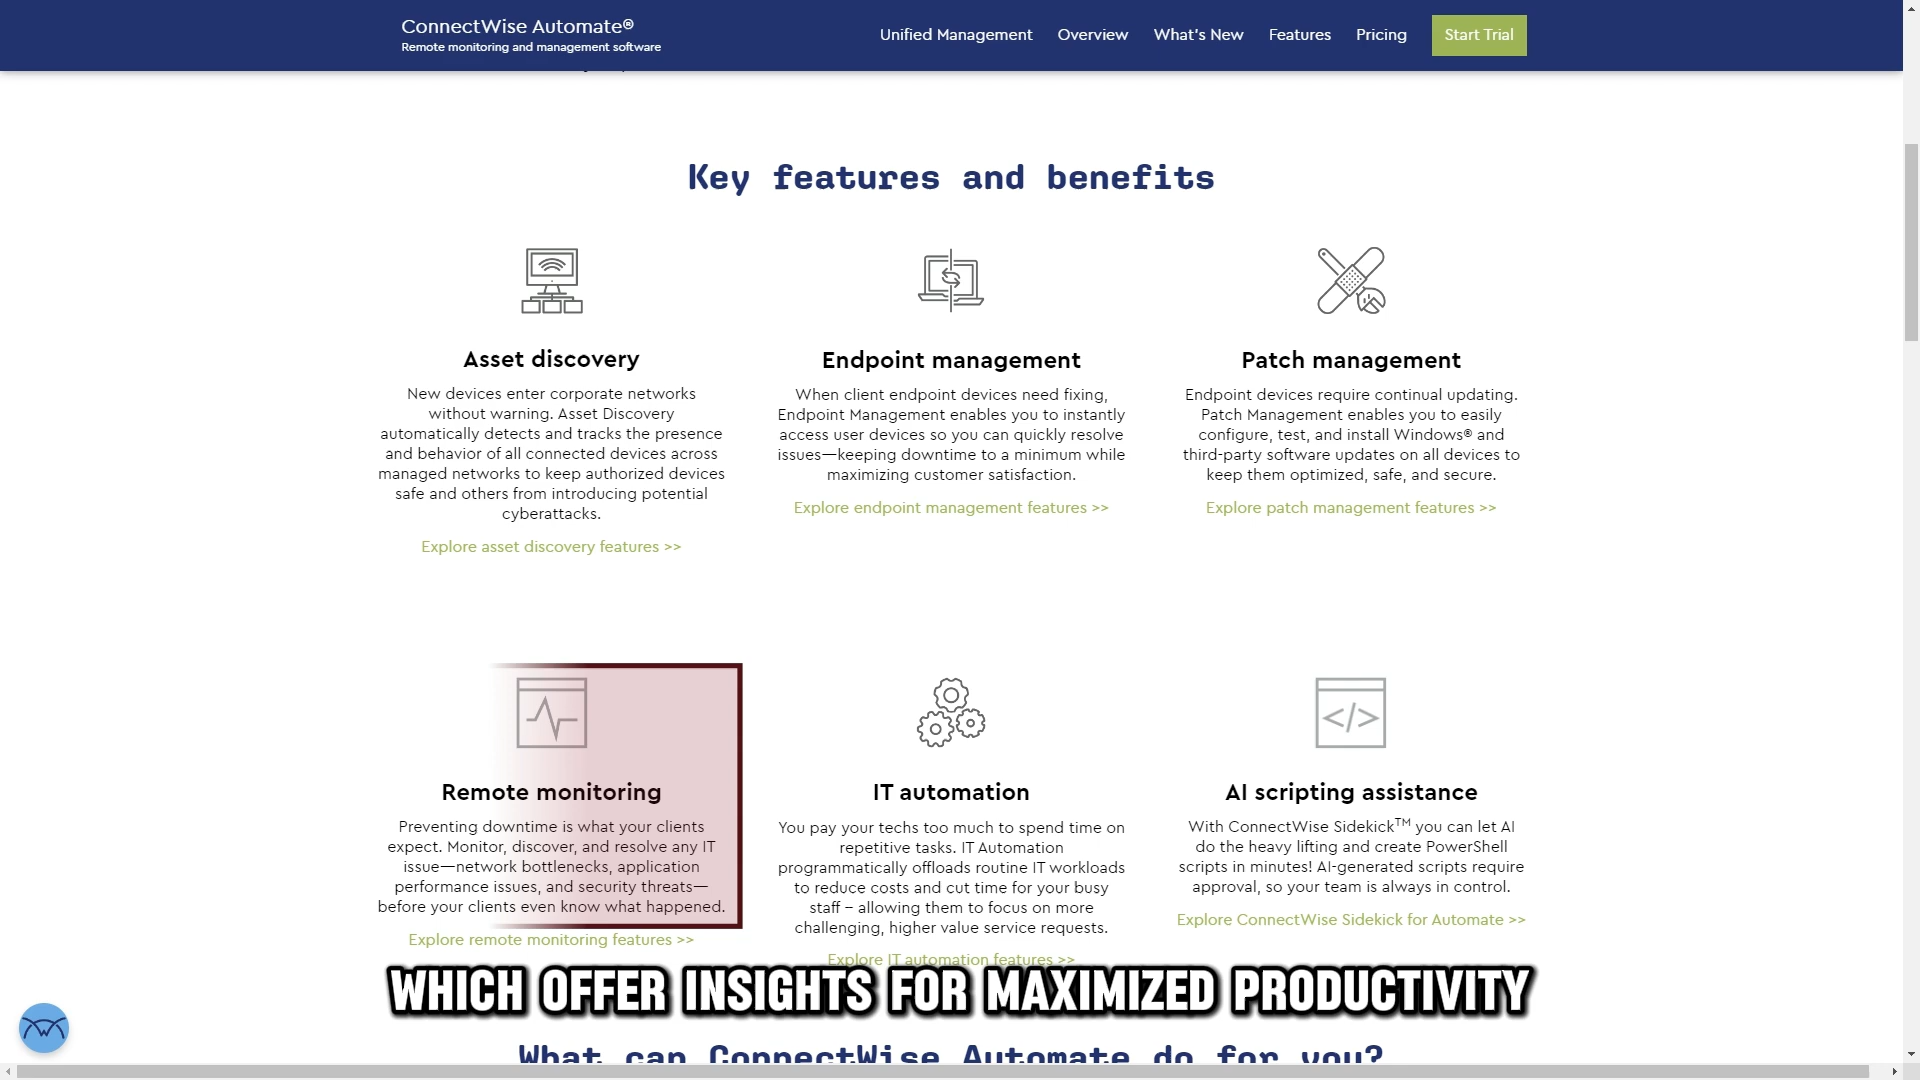 ConnectWise Automate®
Remote monitoring and management software
Unified Management
Overview
What's New
Features
Pricing
Start Trial
Key features and benefits
Asset discovery
New devices enter corporate networks
without warning. Asset Discovery
automatically detects and tracks the presence
and behavior of all connected devices across
managed networks to keep authorized devices
safe and others from introducing potential
cyberattacks.
Explore asset discovery features >>
Endpoint management
When client endpoint devices need fixing,
Endpoint Management enables you to instantly
access user devices so you can quickly resolve
issues—keeping downtime to a minimum while
maximizing customer satisfaction.
Explore endpoint management features >>
Patch management
Endpoint devices require continual updating.
Patch Management enables you to easily
configure, test, and install Windows® and
third-party software updates on all devices to
keep them optimized, safe, and secure.
Explore patch management features >>
Remote monitoring
Preventing downtime is what your clients
expect. Monitor, discover, and resolve any IT
issue—network bottlenecks, application
performance issues, and security threats—
before your clients even know what happened.
Explore remote monitoring features >>
IT automation
You pay your techs too much to spend time on
repetitive tasks. IT Automation
programmatically offloads routine IT workloads
to reduce costs and cut time for your busy
staff – allowing them to focus on more
challenging, higher value service requests.
Explore IT automation features >>
</>
AI scripting assistance
With ConnectWise Sidekick™ you can let AI
do the heavy lifting and create PowerShell
scripts in minutes! AI-generated scripts require
approval, so your team is always in control.
Explore ConnectWise Sidekick for Automate >>
WHICH OFFER INSIGHTS FOR MAXIMIZED PRODUCTIVITY
What can ConnectWise Automate do for you?